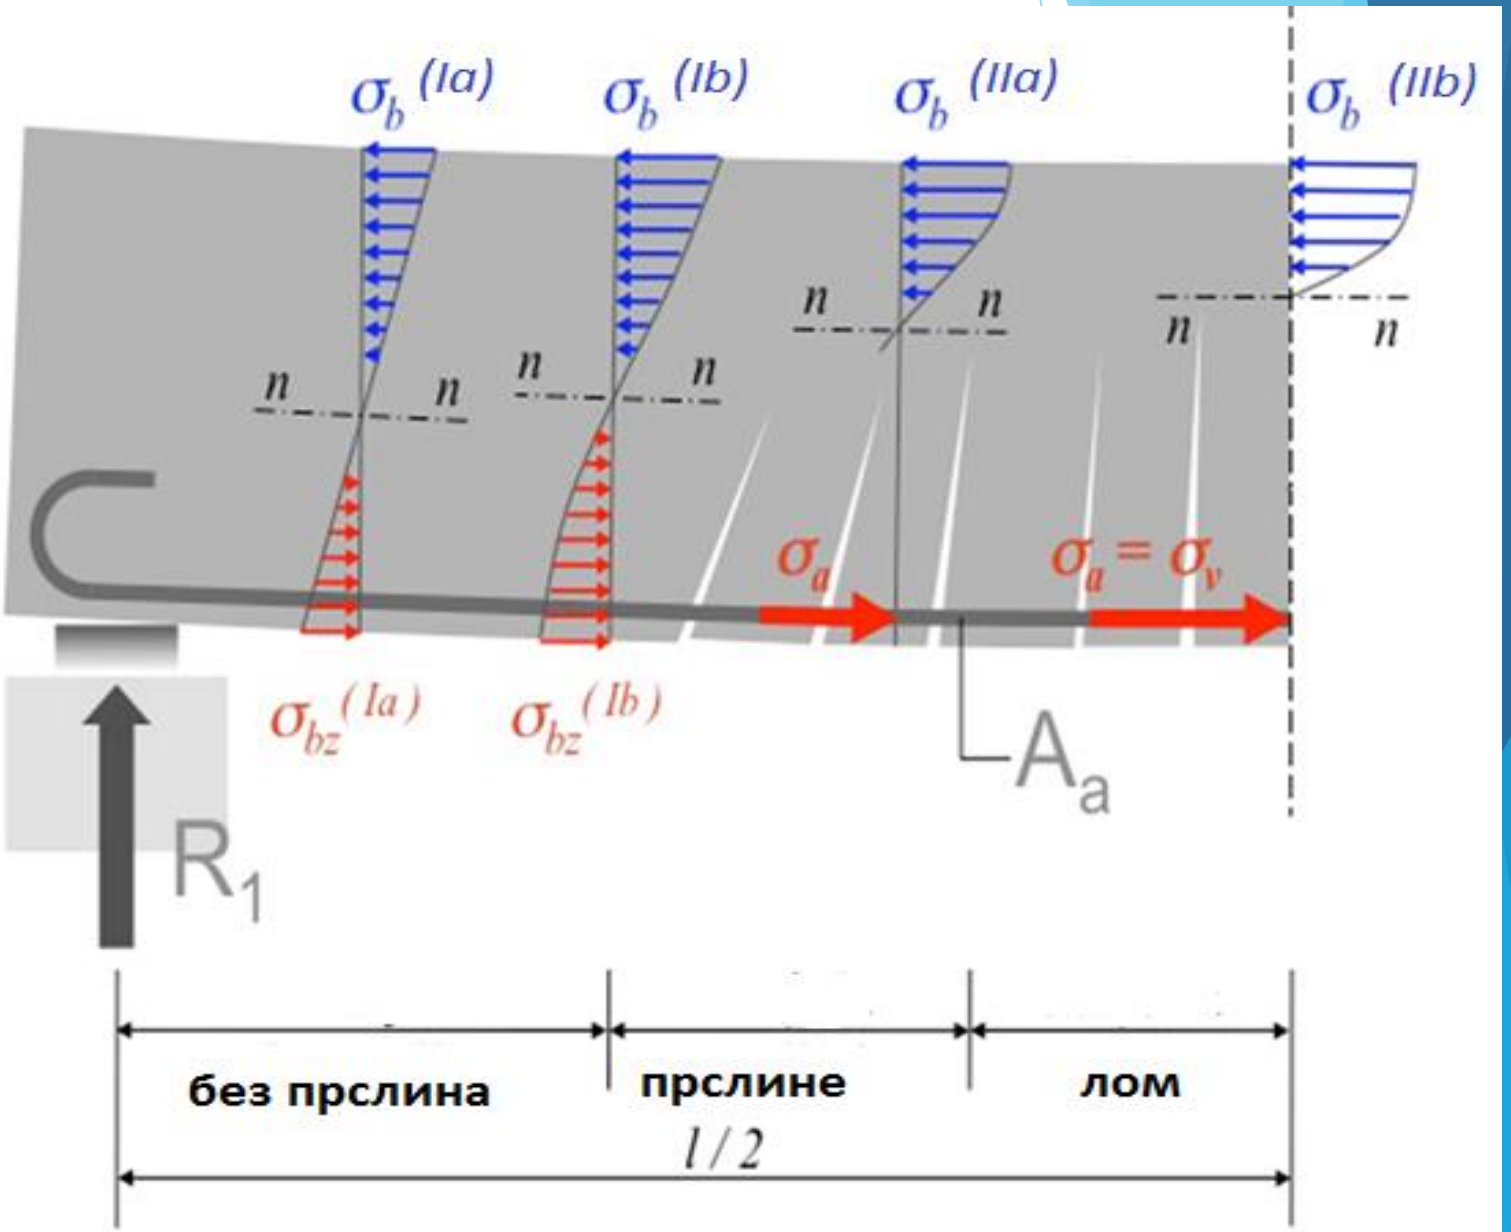 σb (Ia) σb (Ib) σb (IIa) σb (IIb)
n n n n n n n n
σa σa = σv
σbz (Ia) σbz (Ib)
Aa
R1
без прслина прслине лом
l / 2